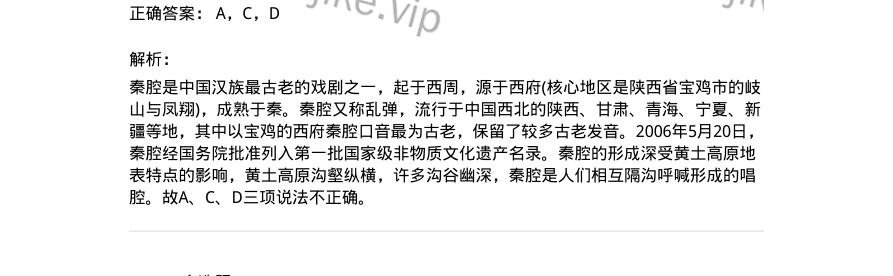 jike.vip
正确答案： A，C，D
解析：
秦腔是中国汉族最古老的戏剧之一，起于西周，源于西府(核心地区是陕西省宝鸡市的岐
山与凤翔)，成熟于秦。秦腔又称乱弹，流行于中国西北的陕西、甘肃、青海、宁夏、新
疆等地，其中以宝鸡的西府秦腔口音最为古老，保留了较多古老发音。2006年5月20日，
秦腔经国务院批准列入第一批国家级非物质文化遗产名录。秦腔的形成深受黄土高原地
表特点的影响，黄土高原沟壑纵横，许多沟谷幽深，秦腔是人们相互隔沟呼喊形成的唱
腔。故A、C、D三项说法不正确。